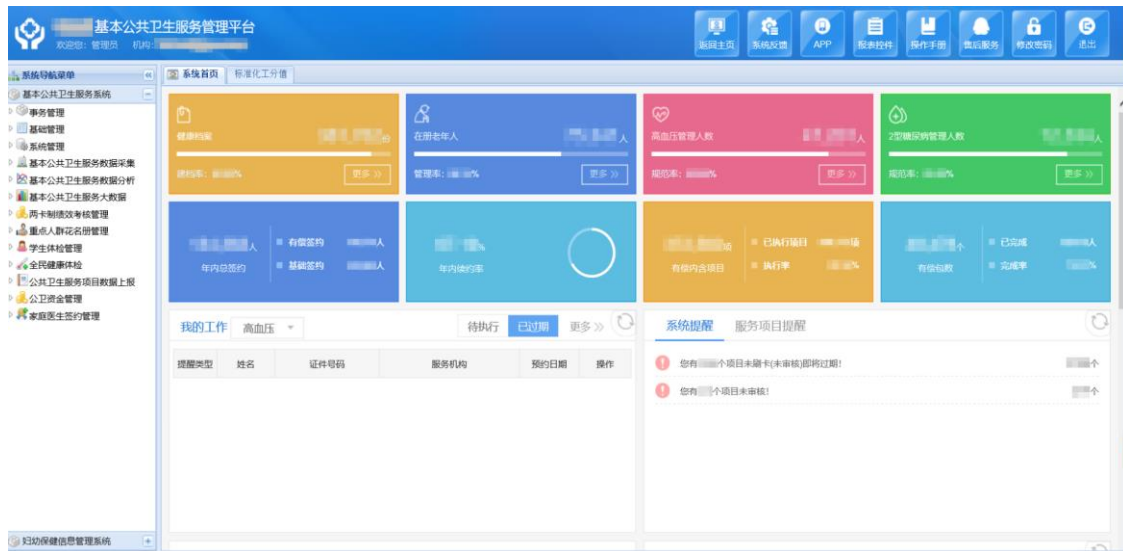 基本公共卫生服务管理平台
欢迎您: 管理员 机构:
返回主页 系统反馈 APP 报表控件 操作手册 售后服务 修改密码 退出
系统导航菜单
系统首页 标准化工分值
基本公共卫生服务系统
事务管理
基础管理
系统管理
基本公共卫生服务数据采集
基本公共卫生服务数据分析
基本公共卫生服务大数据
两卡制绩效考核管理
重点人群花名册管理
学生体检管理
全民健康体检
公共卫生服务项目数据上报
公卫资金管理
家庭医生签约管理
妇幼保健信息管理系统
健康档案 份
建档率: % 更多 >>
在册老年人 人
管理率: % 更多 >>
高血压管理人数 人
规范率: % 更多 >>
2型糖尿病管理人数 人
规范率: % 更多 >>
人 年内总签约
有偿签约 人
基础签约 人
% 年内续约率
项 有偿内含项目
已执行项目 项
执行率 %
个 有偿包数
已完成 人
完成率 %
我的工作 高血压 待执行 已过期 更多 >>
提醒类型 姓名 证件号码 服务机构 预约日期 操作
系统提醒 服务项目提醒
您有 个项目未刷卡(未审核)即将过期! 个
您有 个项目未审核! 个